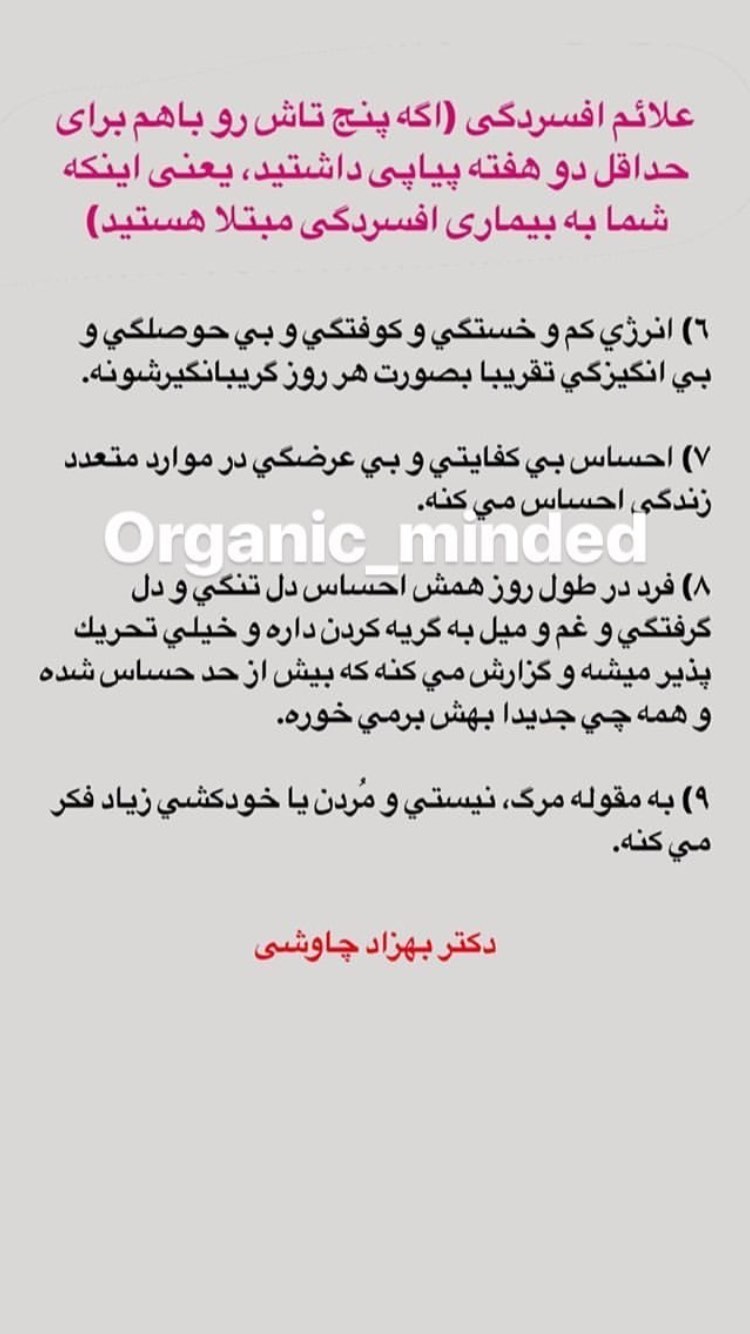 علائم افسردگی (اگه پنج تاش رو باهم برای
حداقل دو هفته پیاپی داشتید، یعنی اینکه
شما به بیماری افسردگی مبتلا هستید)
٦) انرژي كم و خستگي و كوفتگي و بي حوصلگي و
بي انگيزگي تقريبا بصورت هر روز گريبانگيرشونه.
٧) احساس بي كفايتي و بي عرضگي در موارد متعدد
زندگی احساس مي كنه.
Organic_minded
٨) فرد در طول روز همش احساس دل تنگي و دل
گرفتگي و غم و ميل به گريه كردن داره و خيلي تحريك
پذير ميشه و گزارش مي كنه كه بيش از حد حساس شده
و همه چي جديدا بهش برمي خوره.
٩) به مقوله مرگ، نيستي و مُردن يا خودكشي زياد فكر
مي كنه.
دکتر بهزاد چاوشی